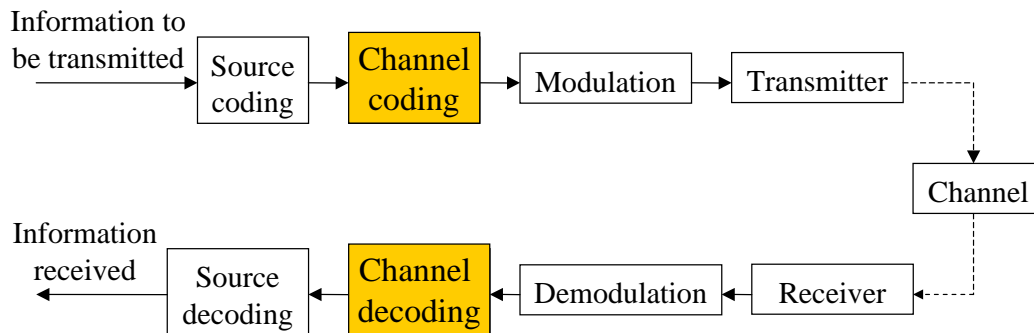 Information to
be transmitted
Source
coding
Channel
coding
Modulation
Transmitter
Channel
Information
received
Source
decoding
Channel
decoding
Demodulation
Receiver